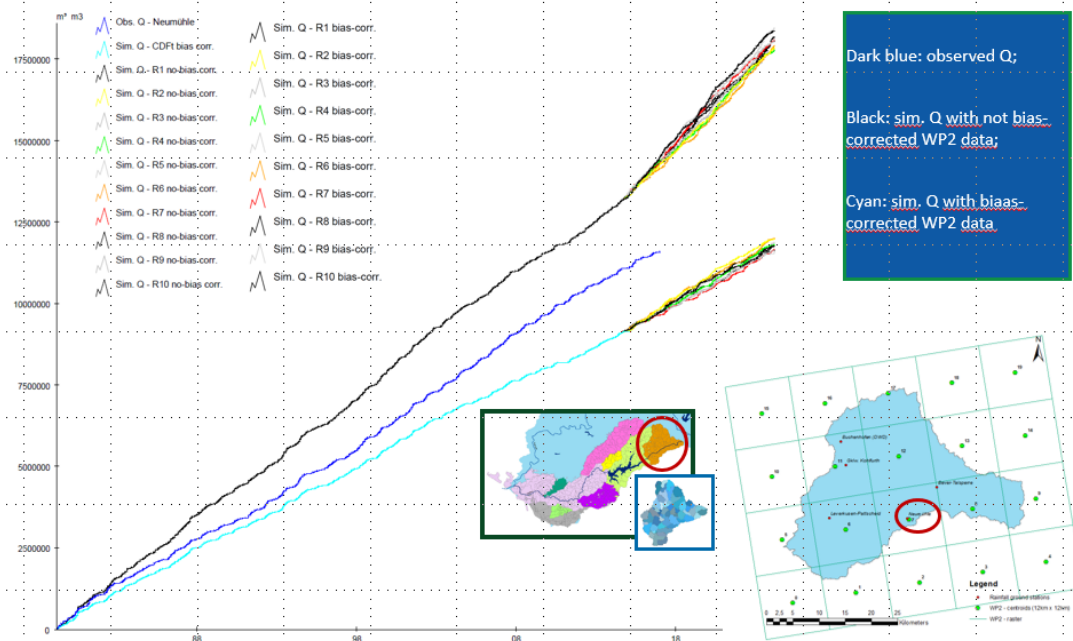 m³ m3
Obs. Q - Neumühle
Sim. Q - CDFt bias corr.
Sim. Q - R1 no-bias corr.
Sim. Q - R2 no-bias corr.
Sim. Q - R3 no-bias corr.
Sim. Q - R4 no-bias corr.
Sim. Q - R5 no-bias corr.
Sim. Q - R6 no-bias corr.
Sim. Q - R7 no-bias corr.
Sim. Q - R8 no-bias corr.
Sim. Q - R9 no-bias corr.
Sim. Q - R10 no-bias corr.
Sim. Q - R1 bias-corr.
Sim. Q - R2 bias-corr.
Sim. Q - R3 bias-corr.
Sim. Q - R4 bias-corr.
Sim. Q - R5 bias-corr.
Sim. Q - R6 bias-corr.
Sim. Q - R7 bias-corr.
Sim. Q - R8 bias-corr.
Sim. Q - R9 bias-corr.
Sim. Q - R10 bias-corr.
17500000
15000000
12500000
10000000
7500000
5000000
2500000
0
88
98
08
18
Dark blue: observed Q;
Black: sim. Q with not bias-
corrected WP2 data;
Cyan: sim. Q with biaas-
corrected WP2 data
N
Neumühle
Legend
Rainfall ground stations
WP2 - centroids (12km x 12km)
WP2 - raster
0 2,5 5 10 15 20 25
Kilometers